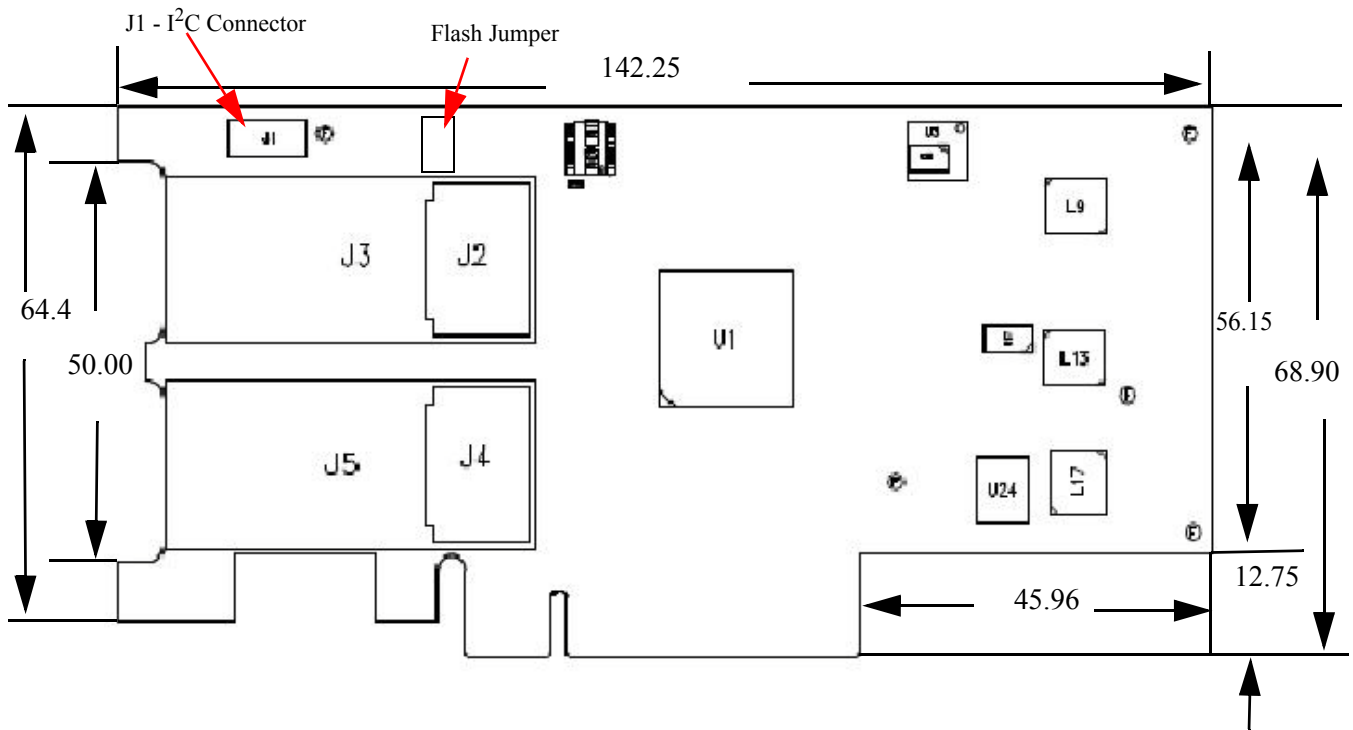 J1 - I²C Connector
Flash Jumper
142.25
J1
U3
L9
J3
J2
64.4
56.15
U1
50.00
L13
68.90
J5
J4
U24
L17
12.75
45.96